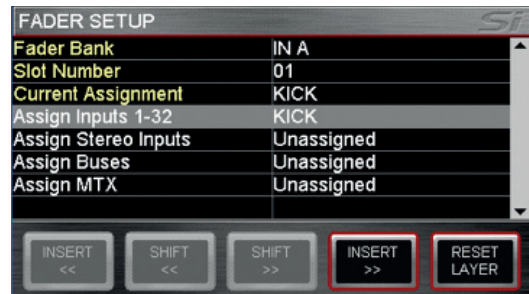 FADER SETUP Si
Fader Bank IN A
Slot Number 01
Current Assignment KICK
Assign Inputs 1-32 KICK
Assign Stereo Inputs Unassigned
Assign Buses Unassigned
Assign MTX Unassigned
INSERT << SHIFT << SHIFT >> INSERT >> RESET LAYER